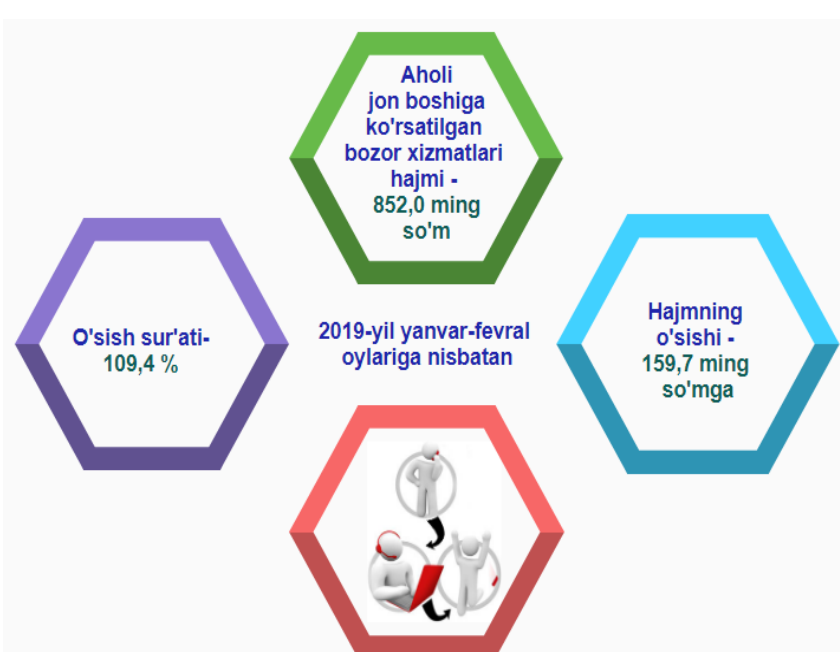 Aholi
jon boshiga
ko'rsatilgan
bozor xizmatlari
hajmi -
852,0 ming
so'm
O'sish sur'ati-
109,4 %
2019-yil yanvar-fevral
oylariga nisbatan
Hajmning
o'sishi -
159,7 ming
so'mga